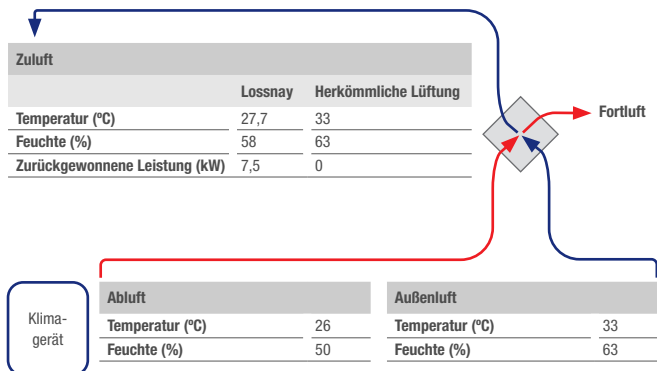 Zuluft
Lossnay Herkömmliche Lüftung
Temperatur (ºC) 27,7 33
Feuchte (%) 58 63
Zurückgewonnene Leistung (kW) 7,5 0
Fortluft
Klima-
gerät
Abluft
Temperatur (ºC) 26
Feuchte (%) 50
Außenluft
Temperatur (ºC) 33
Feuchte (%) 63